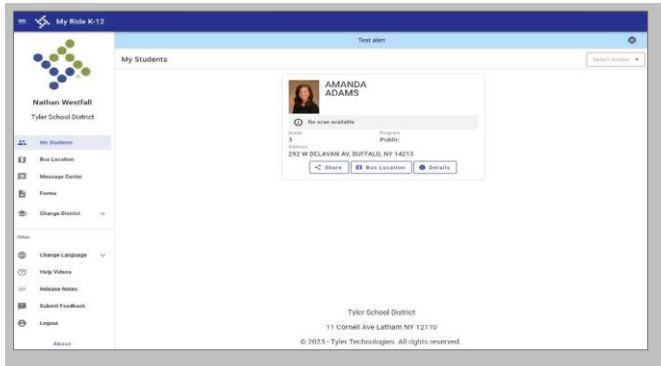 My Ride K-12
Test alert
My Students
Select Action
Nathan Westfall
Tyler School District
My Students
Bus Location
Message Center
Forms
Change District
Other
Change Language
Help Videos
Release Notes
Submit Feedback
Logout
About
AMANDA
ADAMS
No scan available
Grade
3
Program
Public
Address
292 W DELAVAN AV, BUFFALO, NY 14213
Share
Bus Location
Details
Tyler School District
11 Cornell Ave Latham NY 12110
© 2023 - Tyler Technologies. All rights reserved.